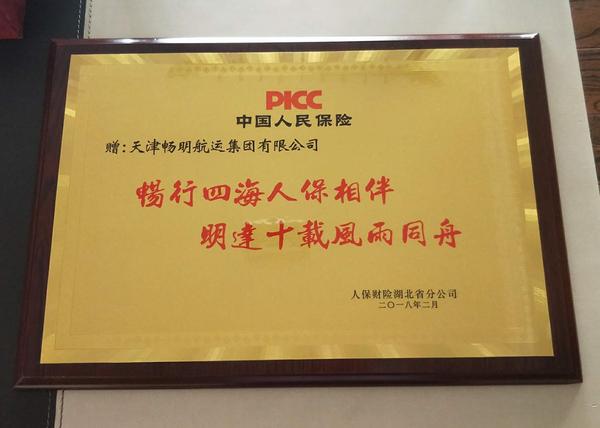 PICC
中国人民保险
赠:天津畅明航运集团有限公司
暢行四海人保相伴
明達十載風雨同舟
人保财险湖北省分公司
二〇一八年二月